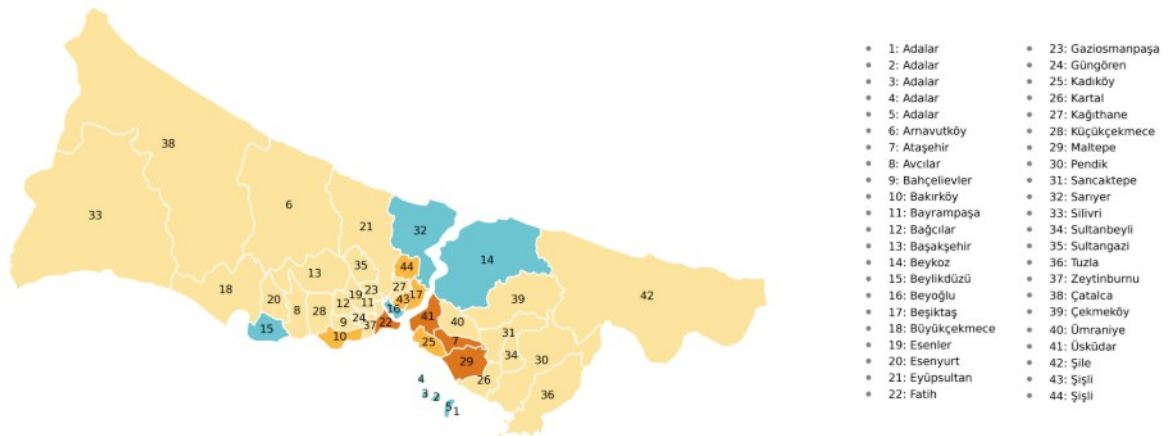 38
33
6
21
32
14
42
44
35
13
18
20
8
28
12
19
23
11
27
43
17
16
39
15
9
24
37
22
10
41
40
31
25
7
29
34
30
26
36
4
3
2
5
1
1: Adalar
2: Adalar
3: Adalar
4: Adalar
5: Adalar
6: Arnavutköy
7: Ataşehir
8: Avcılar
9: Bahçelievler
10: Bakırköy
11: Bayrampaşa
12: Bağcılar
13: Başakşehir
14: Beykoz
15: Beylikdüzü
16: Beyoğlu
17: Beşiktaş
18: Büyükçekmece
19: Esenler
20: Esenyurt
21: Eyüpsultan
22: Fatih
23: Gaziosmanpaşa
24: Güngören
25: Kadıköy
26: Kartal
27: Kağıthane
28: Küçükçekmece
29: Maltepe
30: Pendik
31: Sancaktepe
32: Sarıyer
33: Silivri
34: Sultanbeyli
35: Sultangazi
36: Tuzla
37: Zeytinburnu
38: Çatalca
39: Çekmeköy
40: Ümraniye
41: Üsküdar
42: Şile
43: Şişli
44: Şişli